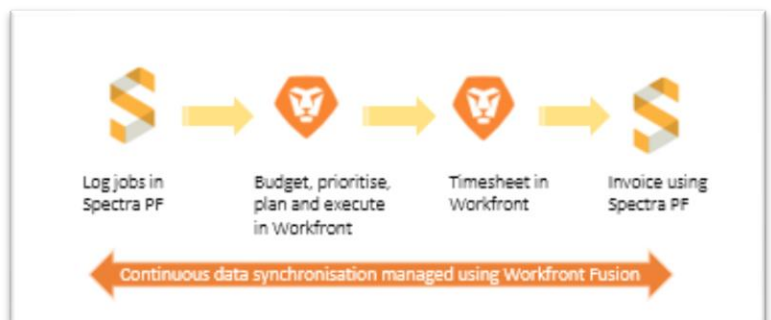 Log jobs in
Spectra PF
Budget, prioritise,
plan and execute
in Workfront
Timesheet in
Workfront
Invoice using
Spectra PF
Continuous data synchronisation managed using Workfront Fusion